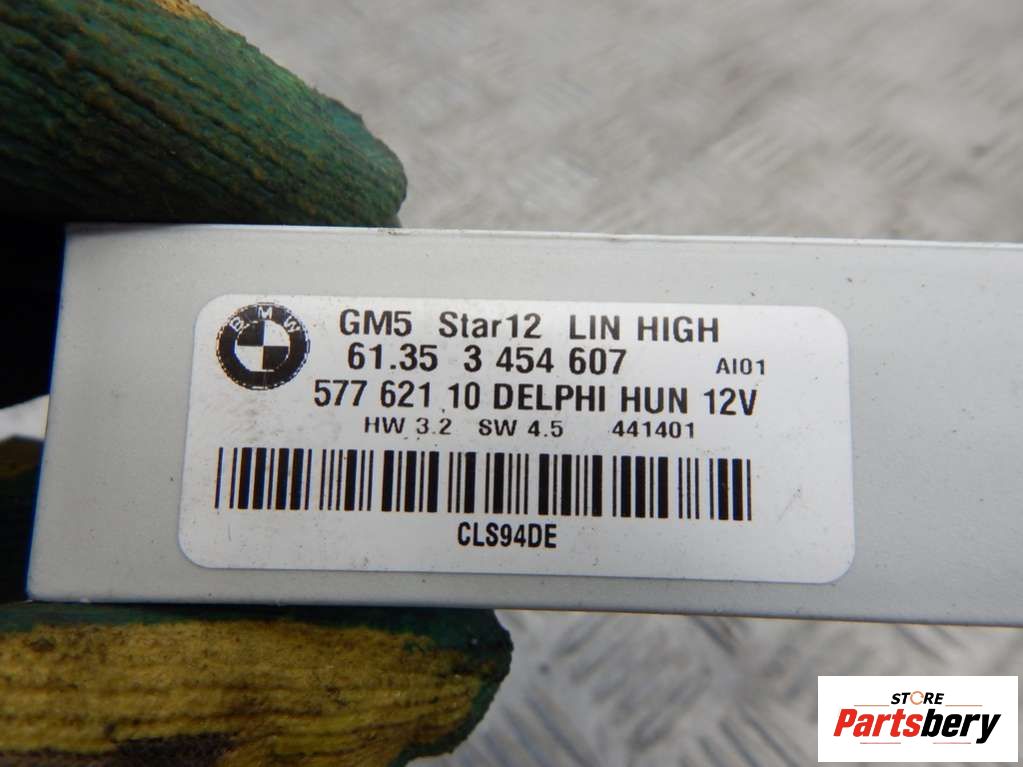 BMW
GM5 Star12 LIN HIGH
61.35 3 454 607 AI01
577 621 10 DELPHI HUN 12V
HW 3.2 SW 4.5 441401
CLS94DE
STORE
Partsbery